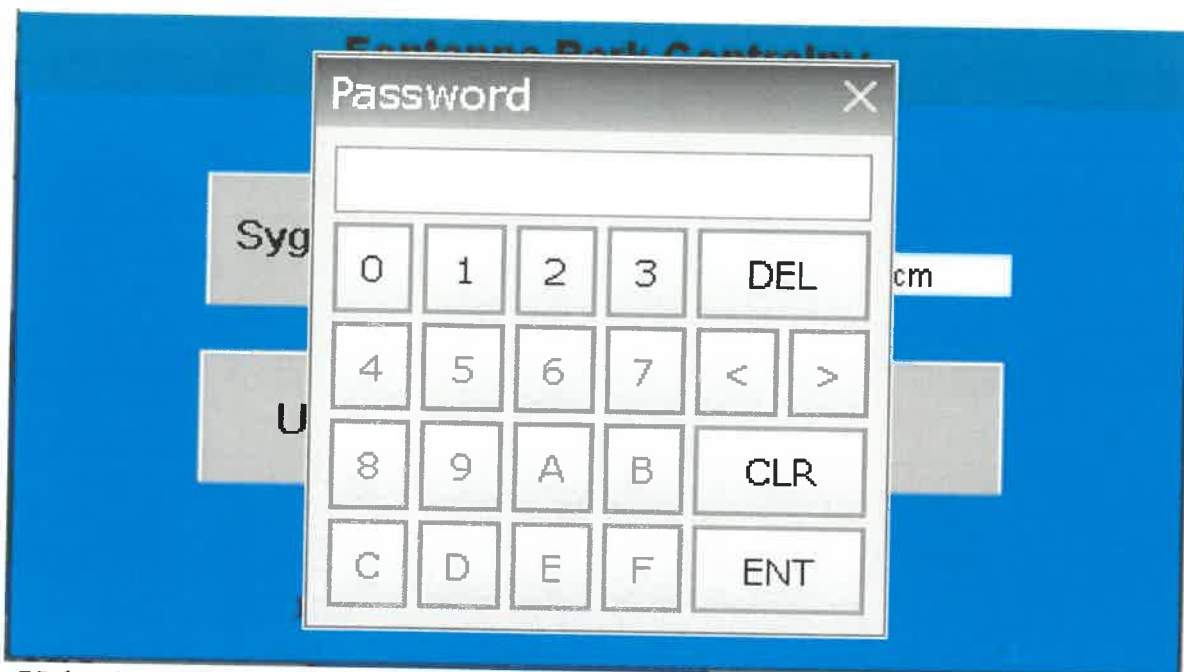 Password
Syg
0 1 2 3 DEL
cm
4 5 6 7 < >
U
8 9 A B CLR
C D E F ENT